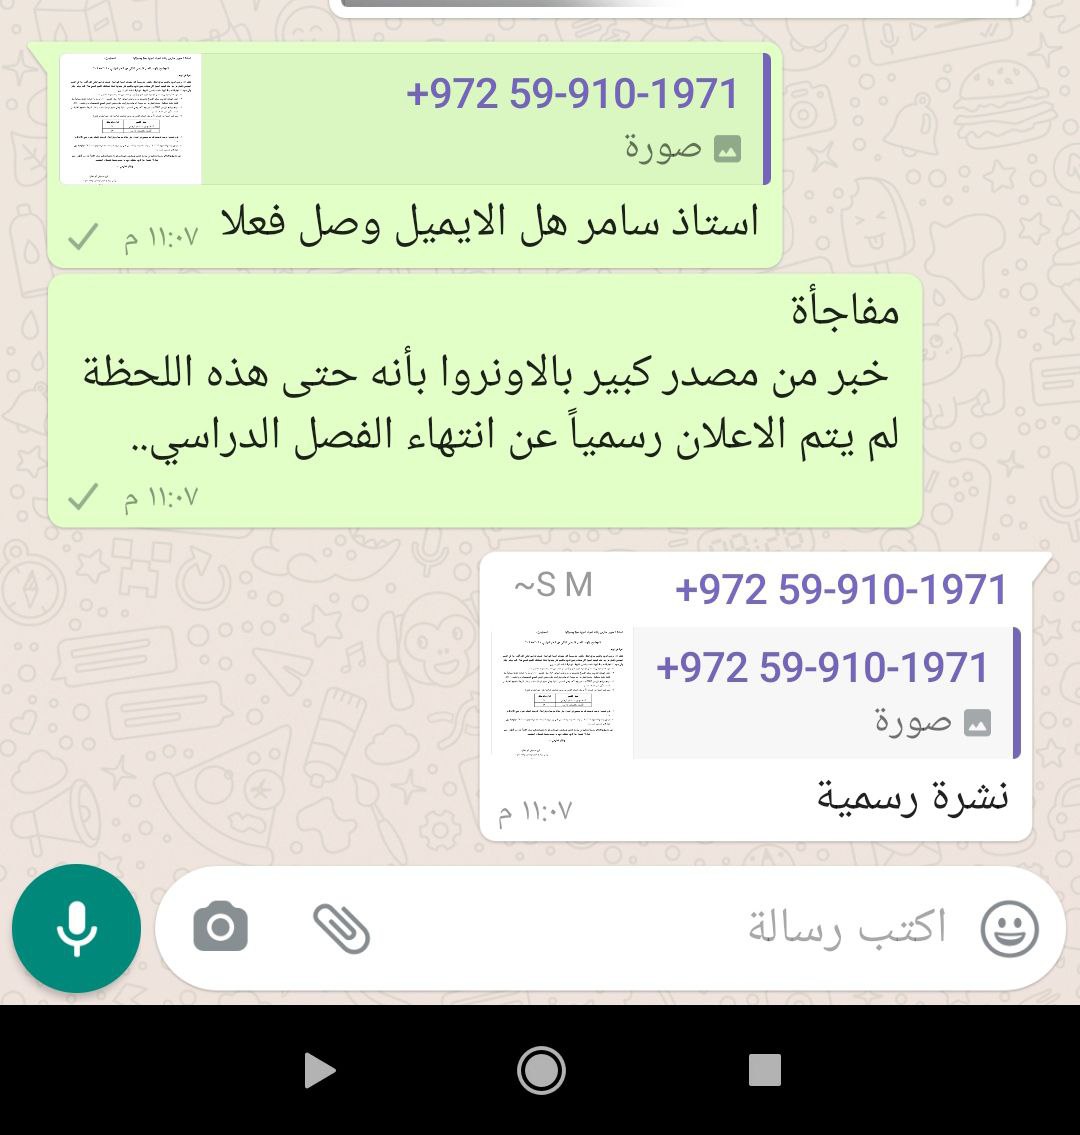 +972 59-910-1971
صورة
استاذ سامر هل الايميل وصل فعلا
١١:٠٧ م
مفاجأة
خبر من مصدر كبير بالاونروا بأنه حتى هذه اللحظة
لم يتم الاعلان رسمياً عن انتهاء الفصل الدراسي..
١١:٠٧ م
+972 59-910-1971 ~S M
+972 59-910-1971
صورة
نشرة رسمية
١١:٠٧ م
اكتب رسالة